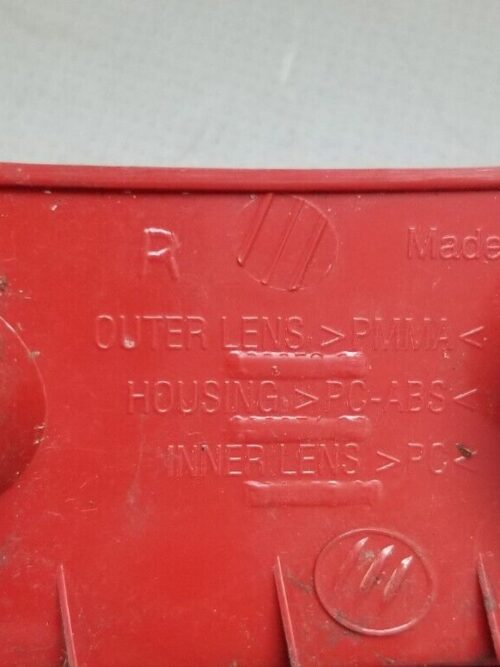 R Made
OUTER LENS >PMMA<
HOUSING >PC-ABS<
INNER LENS >PC<